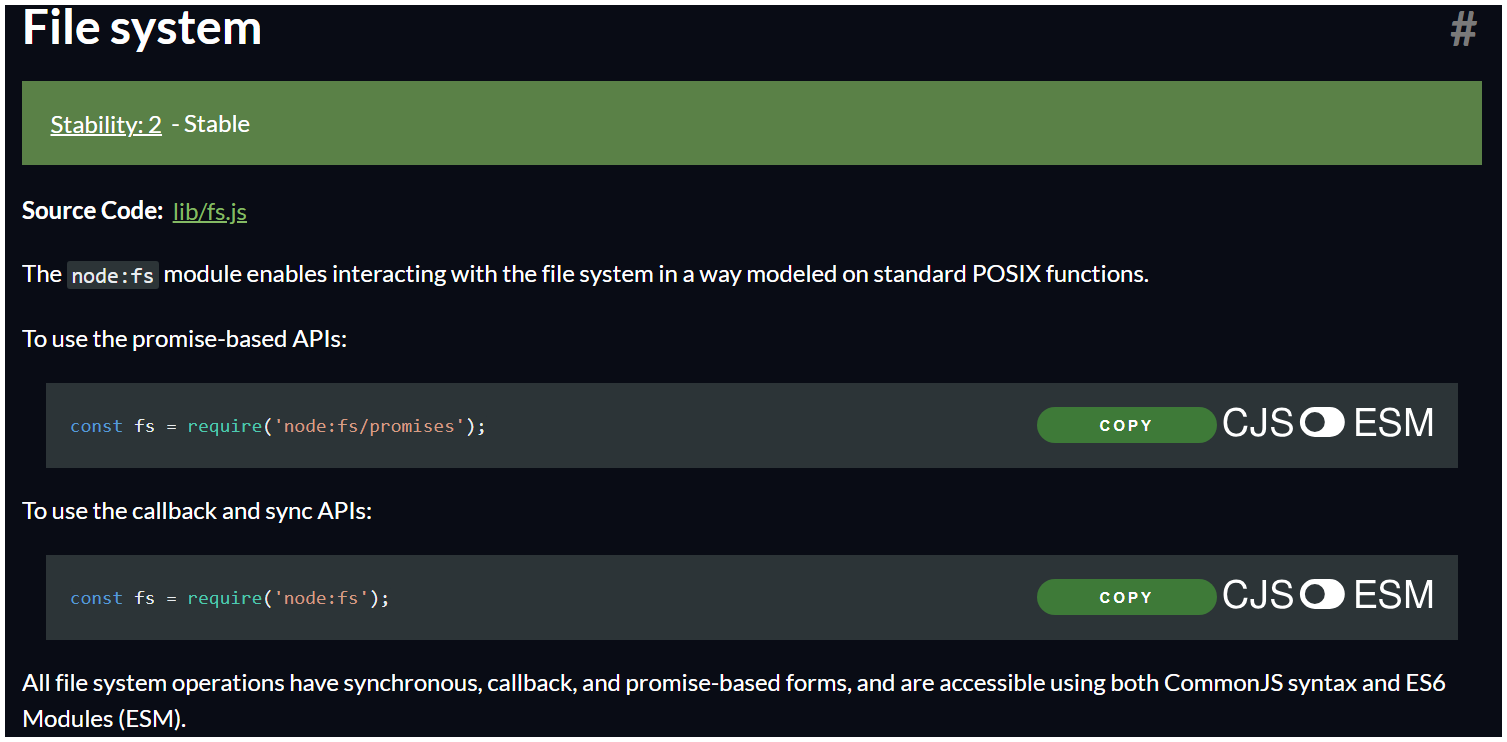 File system #
Stability: 2 - Stable
Source Code: lib/fs.js
The node:fs module enables interacting with the file system in a way modeled on standard POSIX functions.
To use the promise-based APIs:
const fs = require('node:fs/promises'); COPY CJS ESM
To use the callback and sync APIs:
const fs = require('node:fs'); COPY CJS ESM
All file system operations have synchronous, callback, and promise-based forms, and are accessible using both CommonJS syntax and ES6
Modules (ESM).